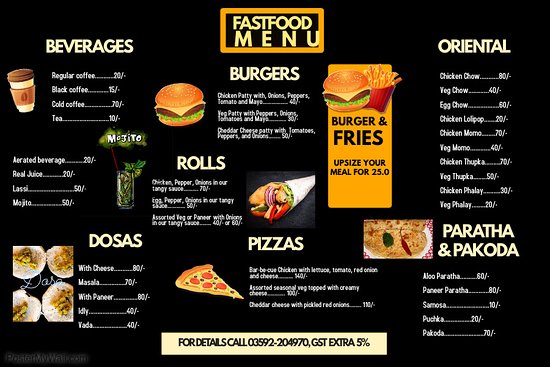 FASTFOOD
MENU
BEVERAGES
Regular coffee............20/-
Black coffee............15/-
Cold coffee..........70/-
Tea........................10/-
Mojito
Aerated beverage............20/-
Real Juice............20/-
Lassi........................50/-
Mojito......................50/-
DOSAS
Dosa
With Cheese..........80/-
Masala..............70/-
With Paneer.........80/-
Idly...................40/-
Vada.................40/-
BURGERS
Chicken Patty with, Onions, Peppers,
Tomato and Mayo.............. 40/-
Veg Patty with Peppers, Onions,
Tomatoes and Mayo......... 30/-
Cheddar Cheese patty with Tomatoes,
Peppers, and Onions...... 50/-
ROLLS
Chicken, Pepper, Onions in our
tangy sauce......... 70/-
Egg, Pepper, Onions in our tangy
sauce............ 50/-
Assorted Veg or Paneer with Onions
in our tangy sauce...... 40/- or 60/-
PIZZAS
Bar-be-cue Chicken with lettuce, tomato, red onion
and cheese............ 140/-
Assorted seasonal veg topped with creamy
cheese............ 100/-
Cheddar cheese with pickled red onions......... 110/-
BURGER &
FRIES
UPSIZE YOUR
MEAL FOR 25.0
ORIENTAL
Chicken Chow..........80/-
Veg Chow.............40/-
Egg Chow..............60/-
Chicken Lolipop........20/-
Chicken Momo........70/-
Veg Momo............40/-
Chicken Thupka........70/-
Veg Thupka.........50/-
Chicken Phalay..........30/-
Veg Phalay............20/-
PARATHA
& PAKODA
Aloo Paratha..........60/-
Paneer Paratha.........80/-
Samosa..................10/-
Puchka................20/-
Pakoda................70/-
FOR DETAILS CALL 03592-204970, GST EXTRA 5%
PosterMyWall.com